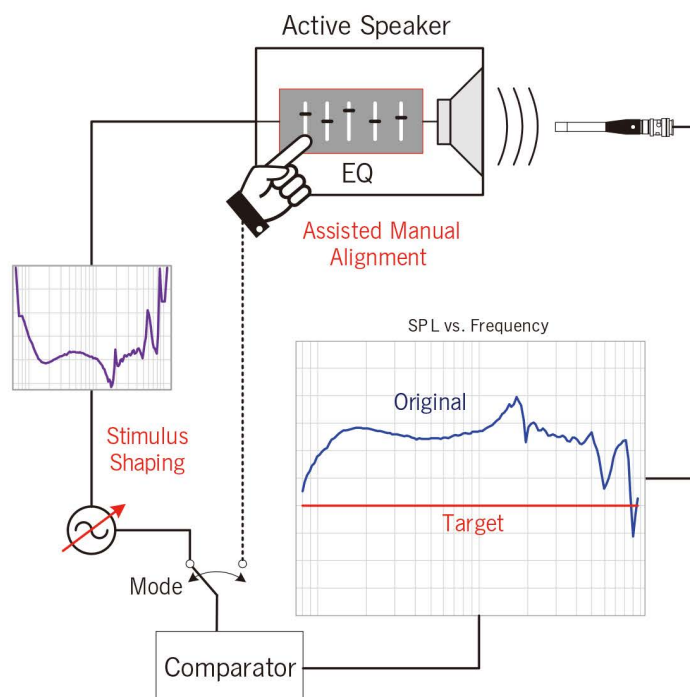 Active Speaker
EQ
Assisted Manual
Alignment
SPL vs. Frequency
Original
Stimulus
Shaping
Target
Mode
Comparator